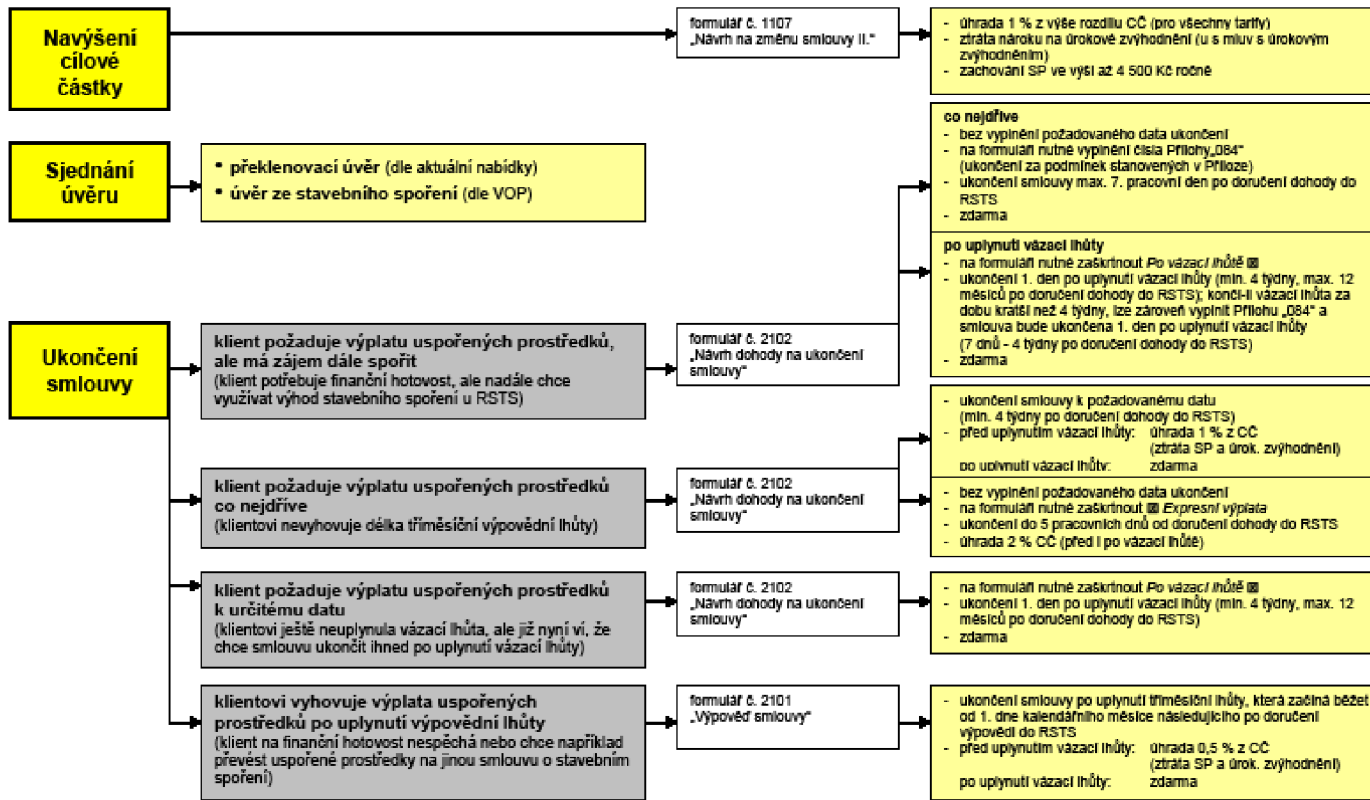 Navýšení
cílové
částky
formulář č. 1107
„Návrh na změnu smlouvy II.“
- úhrada 1 % z výše rozdílu CČ (pro všechny tarify)
- ztráta nároku na úrokové zvýhodnění (u s mluv s úrokovým
zvýhodněním)
- zachování SP ve výši až 4 500 Kč ročně
Sjednání
úvěru
• překlenovací úvěr (dle aktuální nabídky)
• úvěr ze stavebního spoření (dle VOP)
Ukončení
smlouvy
klient požaduje výplatu uspořených prostředků,
ale má zájem dále spořit
(klient potřebuje finanční hotovost, ale nadále chce
využívat výhod stavebního spoření u RSTS)
formulář č. 2102
„Návrh dohody na ukončení
smlouvy“
co nejdříve
- bez vyplnění požadovaného data ukončení
- na formuláři nutné vyplnění čísla Přílohy„084“
(ukončení za podmínek stanovených v Příloze)
- ukončení smlouvy max. 7. pracovní den po doručení dohody do
RSTS
- zdarma
po uplynutí vázací lhůty
- na formuláři nutné zaškrtnout Po vázací lhůtě ☒
- ukončení 1. den po uplynutí vázací lhůty (min. 4 týdny, max. 12
měsíců po doručení dohody do RSTS); končí-li vázací lhůta za
dobu kratší než 4 týdny, lze zároveň vyplnit Přílohu „084“ a
smlouva bude ukončena 1. den po uplynutí vázací lhůty
(7 dnů - 4 týdny po doručení dohody do RSTS)
- zdarma
klient požaduje výplatu uspořených prostředků
co nejdříve
(klientovi nevyhovuje délka tříměsíční výpovědní lhůty)
formulář č. 2102
„Návrh dohody na ukončení
smlouvy“
- ukončení smlouvy k požadovanému datu
(min. 4 týdny po doručení dohody do RSTS)
- před uplynutím vázací lhůty: úhrada 1 % z CČ
(ztráta SP a úrok. zvýhodnění)
po uplynutí vázací lhůty: zdarma
- bez vyplnění požadovaného data ukončení
- na formuláři nutné zaškrtnout ☒ Expresní výplata
- ukončení do 5 pracovních dnů od doručení dohody do RSTS
- úhrada 2 % CČ (před i po vázací lhůtě)
klient požaduje výplatu uspořených prostředků
k určitému datu
(klientovi ještě neuplynula vázací lhůta, ale již nyní ví, že
chce smlouvu ukončit ihned po uplynutí vázací lhůty)
formulář č. 2102
„Návrh dohody na ukončení
smlouvy“
- na formuláři nutné zaškrtnout Po vázací lhůtě ☒
- ukončení 1. den po uplynutí vázací lhůty (min. 4 týdny, max. 12
měsíců po doručení dohody do RSTS)
- zdarma
klientovi vyhovuje výplata uspořených
prostředků po uplynutí výpovědní lhůty
(klient na finanční hotovost nespěchá nebo chce například
převést uspořené prostředky na jinou smlouvu o stavebním
spoření)
formulář č. 2101
„Výpověď smlouvy“
- ukončení smlouvy po uplynutí tříměsíční lhůty, která začíná běžet
od 1. dne kalendářního měsíce následujícího po doručení
výpovědi do RSTS
- před uplynutím vázací lhůty: úhrada 0,5 % z CČ
(ztráta SP a úrok. zvýhodnění)
po uplynutí vázací lhůty: zdarma